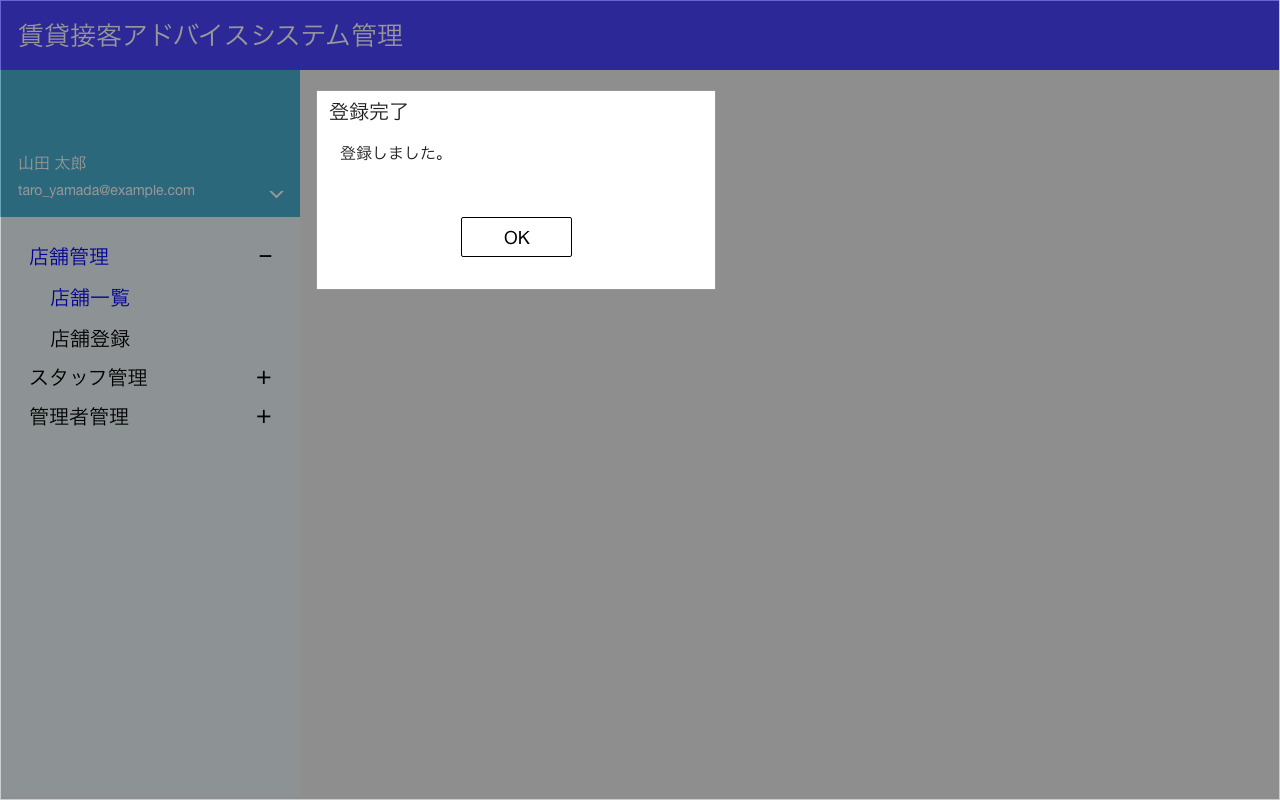 賃貸接客アドバイスシステム管理
山田 太郎
taro_yamada@example.com
店舗管理
店舗一覧
店舗登録
スタッフ管理
管理者管理
登録完了
登録しました。
OK